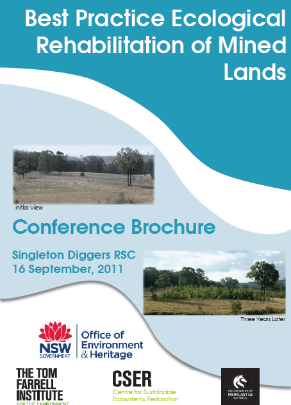 Best Practice Ecological
Rehabilitation of Mined
Lands
Initial View
Conference Brochure
Singleton Diggers RSC
16 September, 2011
Three Years Later
NSW
GOVERNMENT
Office of
Environment
& Heritage
THE TOM
FARRELL
INSTITUTE
FOR THE ENVIRONMENT
CSER
Centre for Sustainable
Ecosystems Restoration
THE UNIVERSITY OF
NEWCASTLE
AUSTRALIA